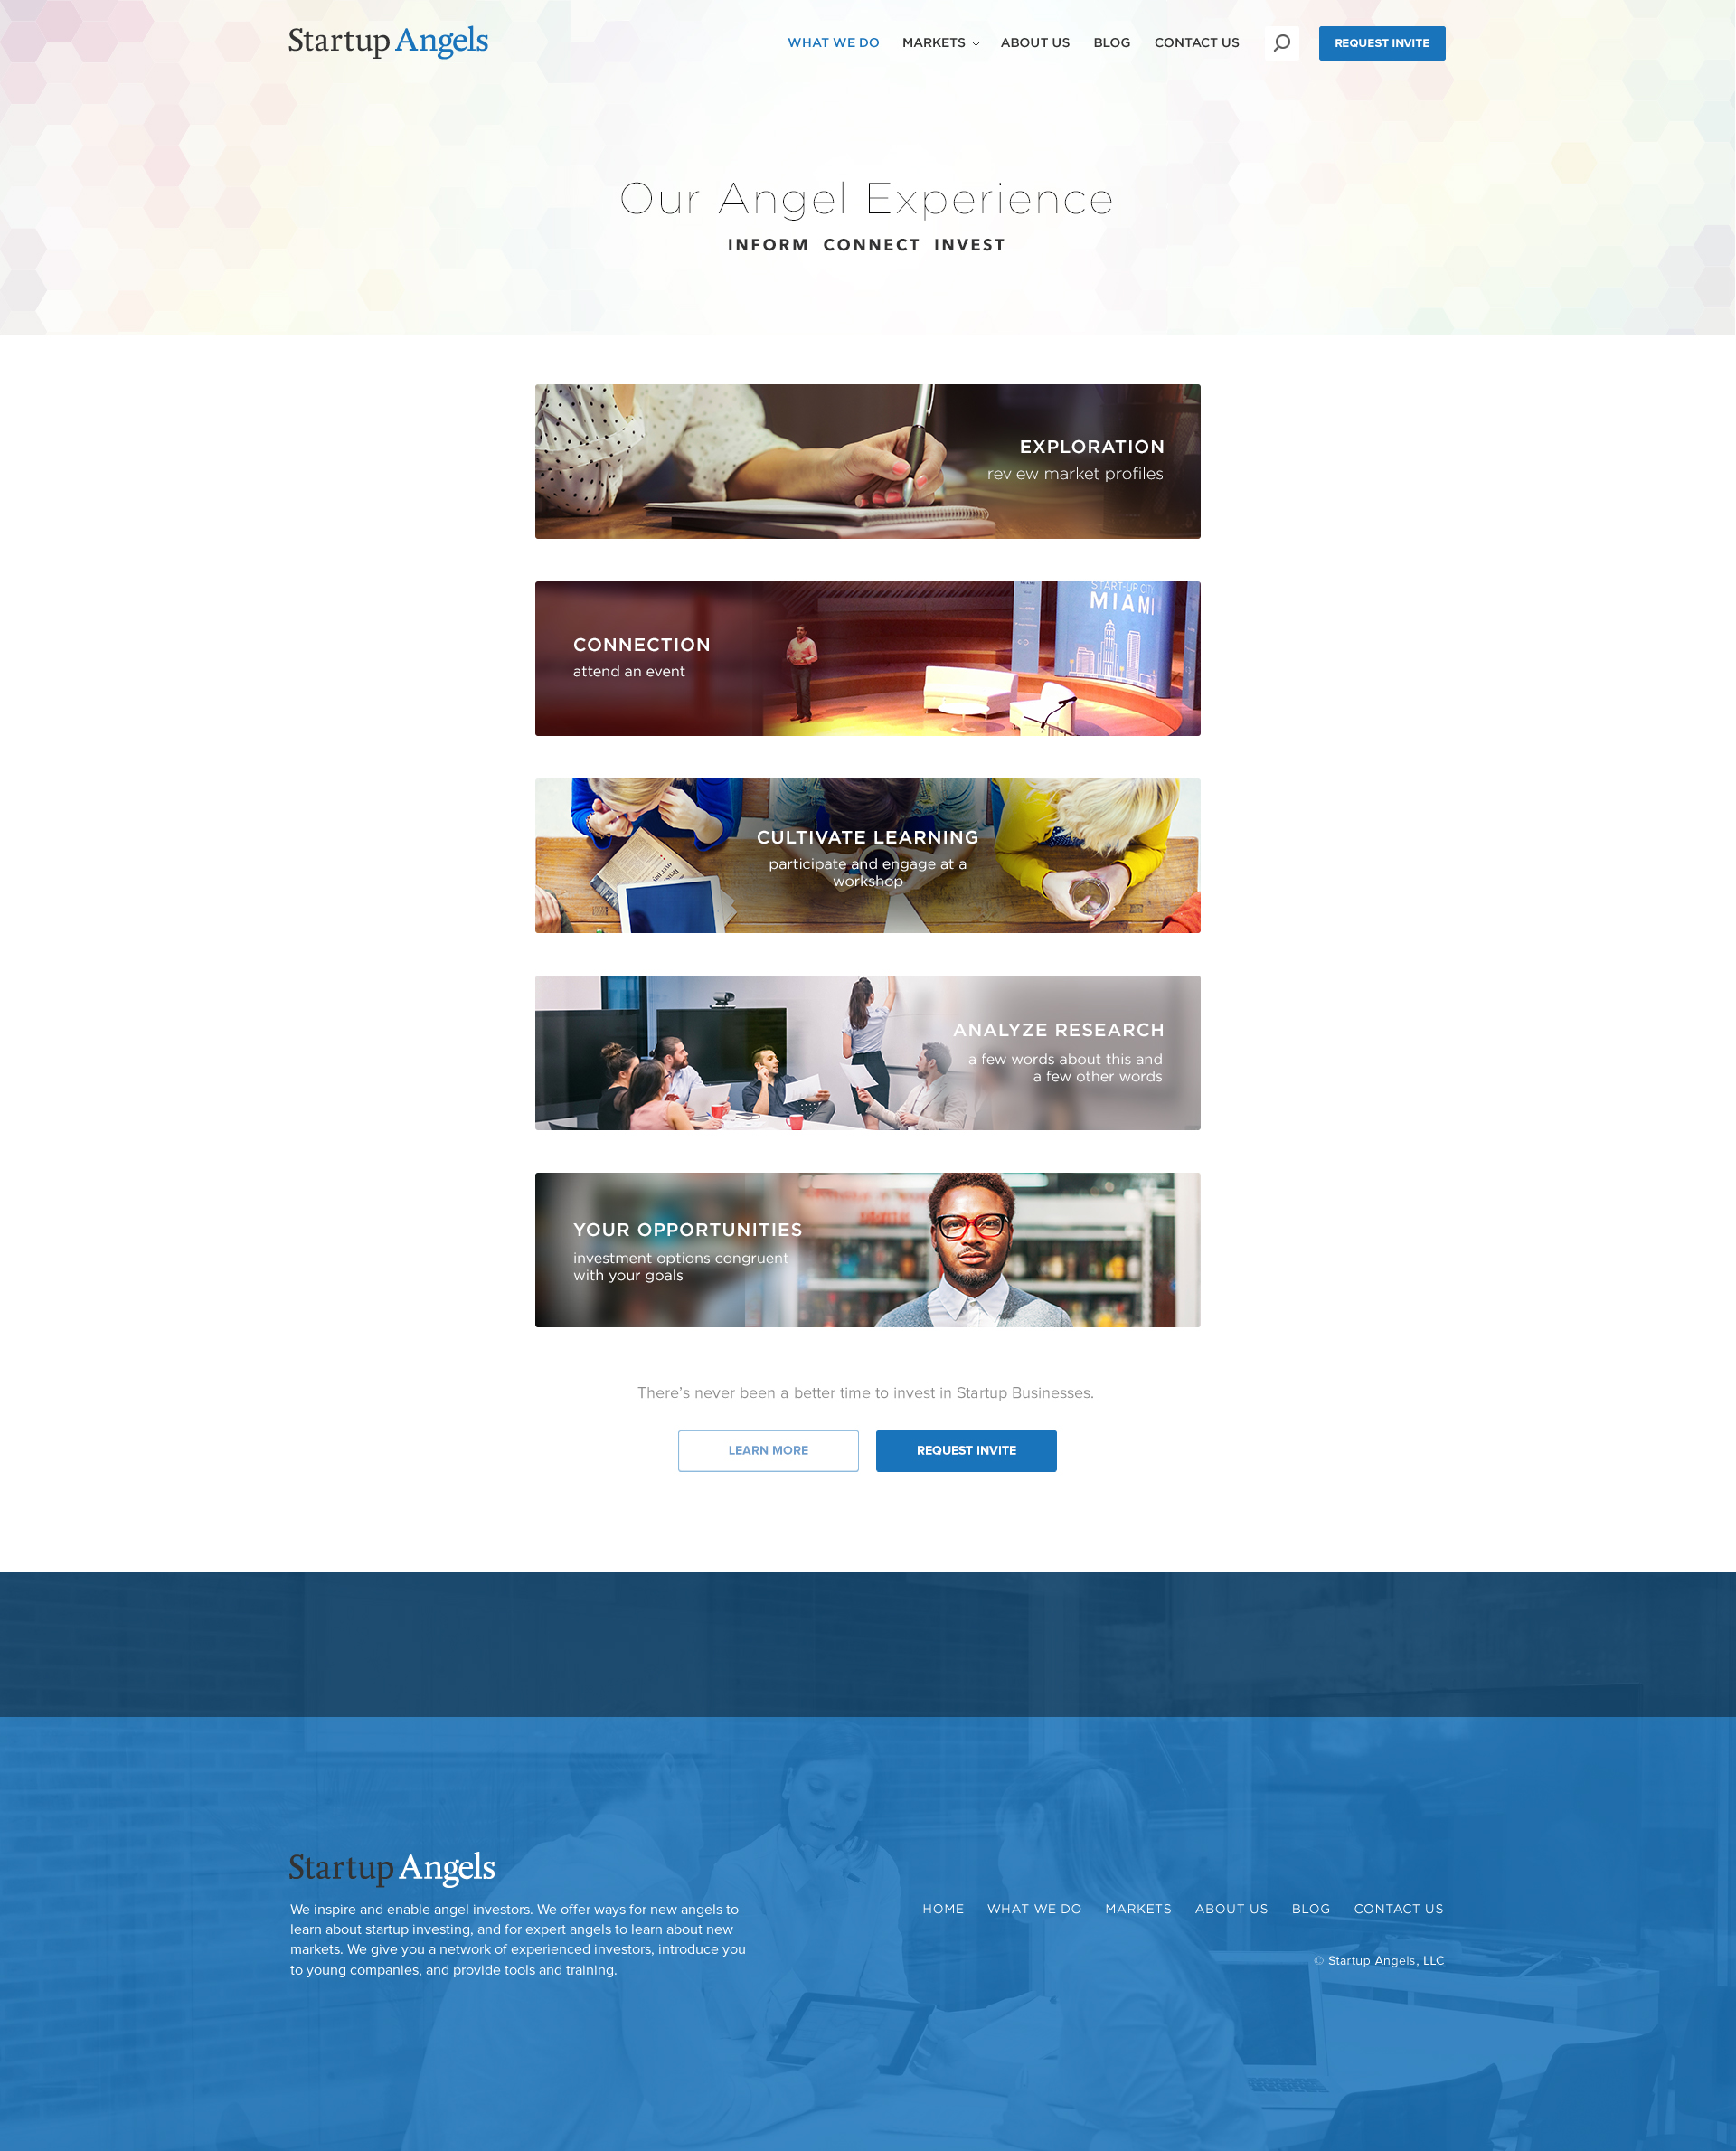 Startup Angels
WHAT WE DO MARKETS ABOUT US BLOG CONTACT US REQUEST INVITE
Our Angel Experience
INFORM CONNECT INVEST
EXPLORATION
review market profiles
START-UP CITY
MIAMI
CONNECTION
attend an event
CULTIVATE LEARNING
participate and engage at a
workshop
ANALYZE RESEARCH
a few words about this and
a few other words
YOUR OPPORTUNITIES
investment options congruent
with your goals
There’s never been a better time to invest in Startup Businesses.
LEARN MORE REQUEST INVITE
Startup Angels
We inspire and enable angel investors. We offer ways for new angels to
learn about startup investing, and for expert angels to learn about new
markets. We give you a network of experienced investors, introduce you
to young companies, and provide tools and training.
HOME WHAT WE DO MARKETS ABOUT US BLOG CONTACT US
© Startup Angels, LLC